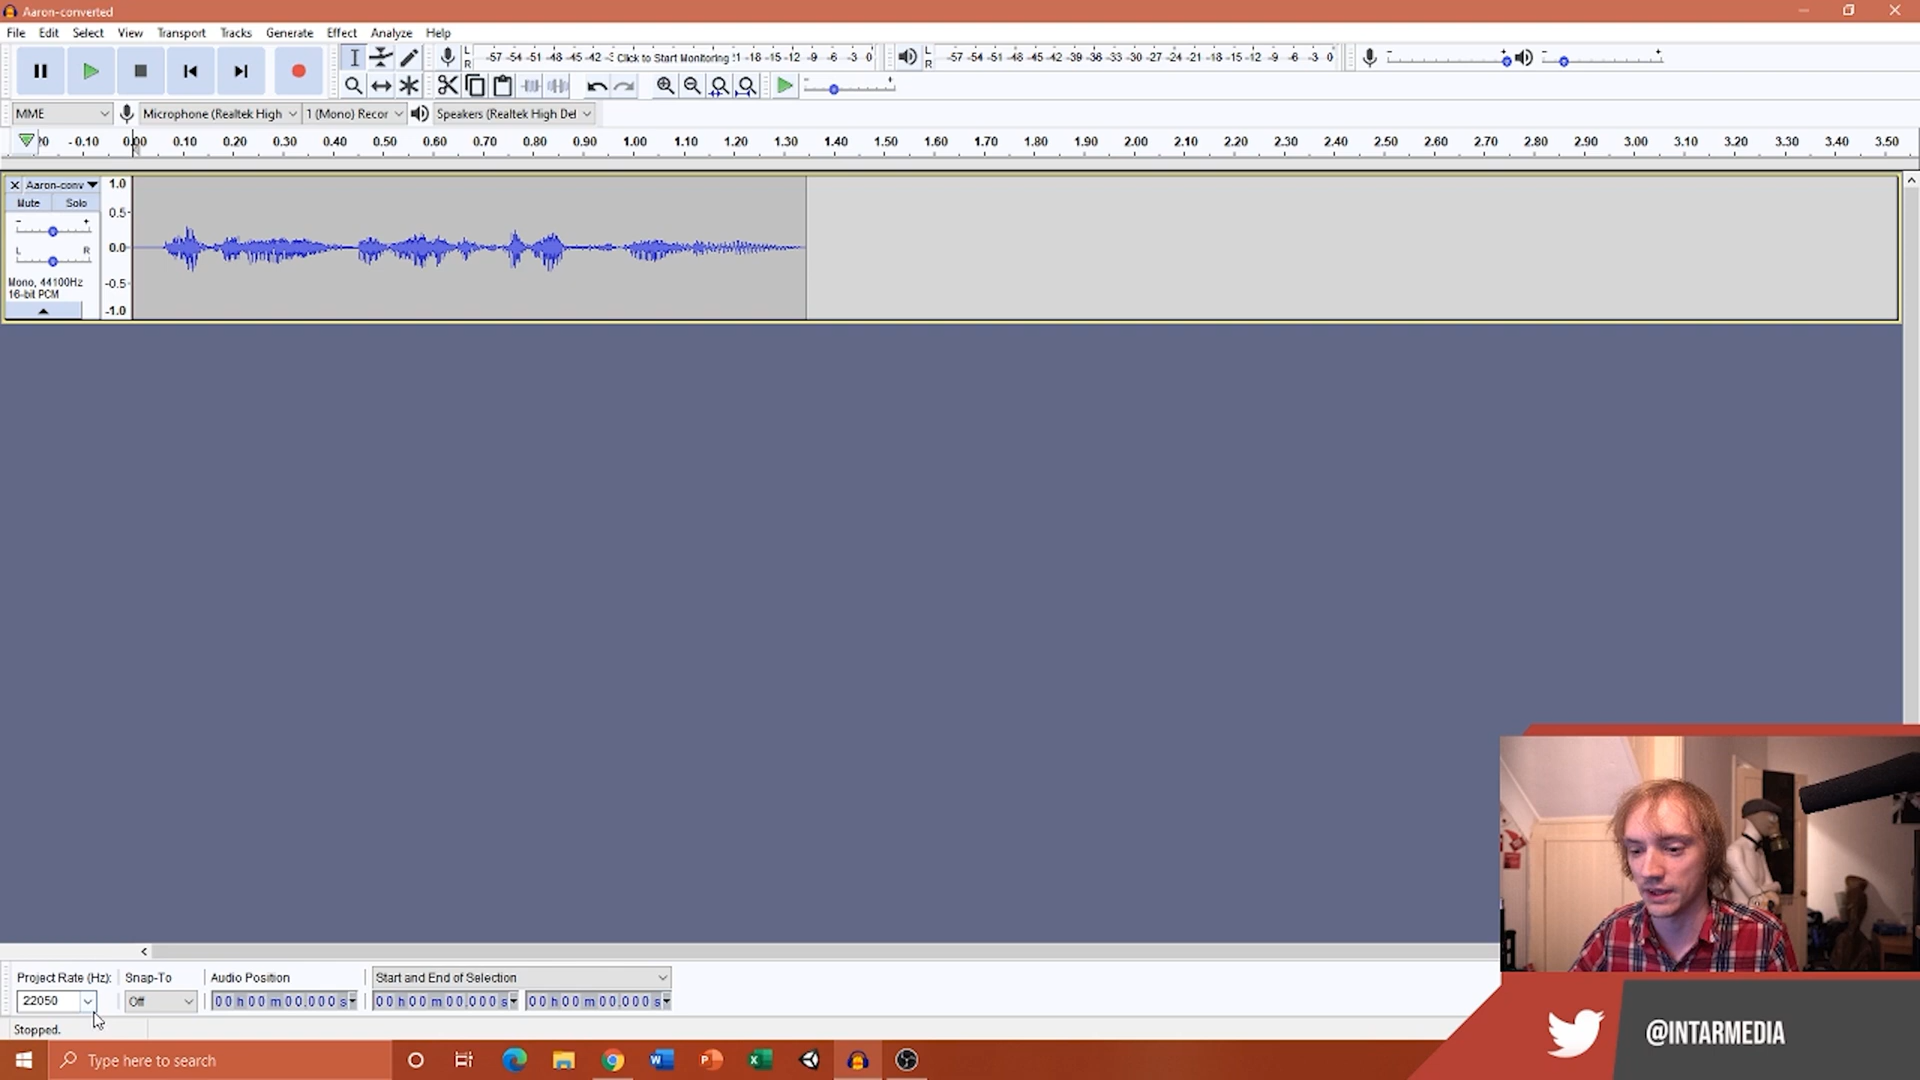 Aaron-converted
File Edit Select View Transport Tracks Generate Effect Analyze Help
L
R
-57 -54 -51 -48 -45 -42 Click to Start Monitoring -18 -15 -12 -9 -6 -3 0
L
R
-57 -54 -51 -48 -45 -42 -39 -36 -33 -30 -27 -24 -21 -18 -15 -12 -9 -6 -3 0
- +
- +
MME Microphone (Realtek High 1 (Mono) Recor Speakers (Realtek High Def
- 0.10 0.00 0.10 0.20 0.30 0.40 0.50 0.60 0.70 0.80 0.90 1.00 1.10 1.20 1.30 1.40 1.50 1.60 1.70 1.80 1.90 2.00 2.10 2.20 2.30 2.40 2.50 2.60 2.70 2.80 2.90 3.00 3.10 3.20 3.30 3.40 3.50
Aaron-conv
Mute Solo
- +
L R
Mono, 44100Hz
16-bit PCM
1.0
0.5
0.0
-0.5
-1.0
Project Rate (Hz): Snap-To Audio Position Start and End of Selection
22050 Off 00 h 00 m 00.000 s 00 h 00 m 00.000 s 00 h 00 m 00.000 s
Stopped.
Type here to search
@INTARMEDIA